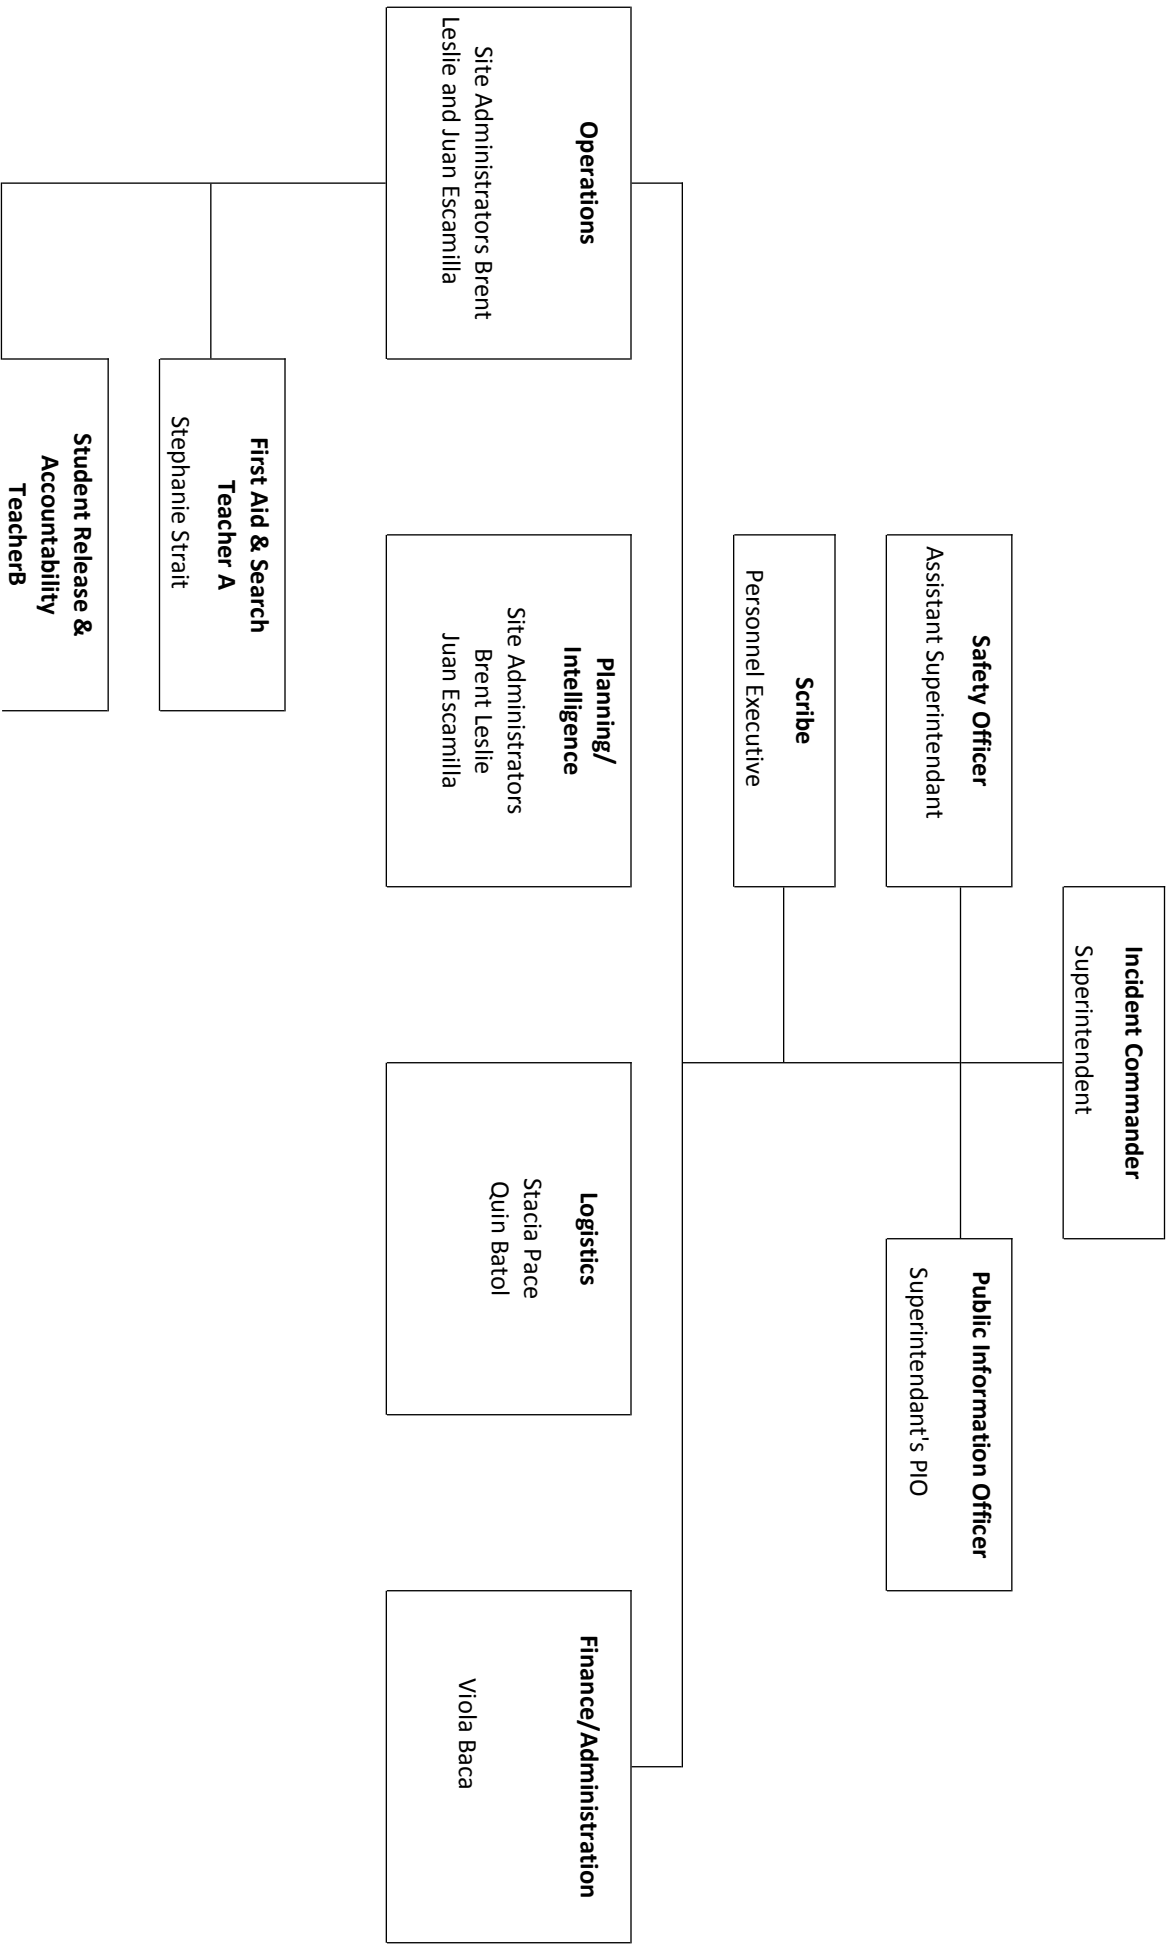 Incident Commander
Superintendent
Safety Officer
Assistant Superintendant
Public Information Officer
Superintendant's PIO
Scribe
Personnel Executive
Operations
Site Administrators Brent
Leslie and Juan Escamilla
Planning/
Intelligence
Site Administrators
Brent Leslie
Juan Escamilla
Logistics
Stacia Pace
Quin Batol
Finance/Administration
Viola Baca
First Aid & Search
Teacher A
Stephanie Strait
Student Release &
Accountability
TeacherB